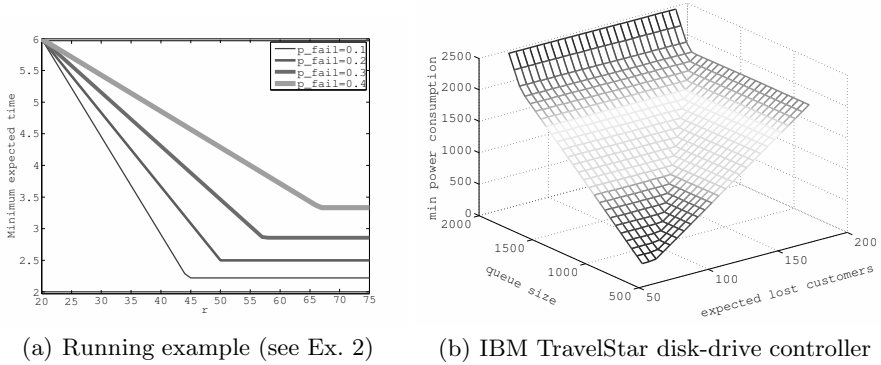 6
5.5
5
4.5
4
3.5
3
2.5
2
20 25 30 35 40 45 50 55 60 65 70 75
r
Minimum expected time
p_fail=0.1
p_fail=0.2
p_fail=0.3
p_fail=0.4
(a) Running example (see Ex. 2)
2500
2000
1500
1000
500
0
min power consumption
2000
1500
1000
500
queue size
50
100
150
200
expected lost customers
(b) IBM TravelStar disk-drive controller